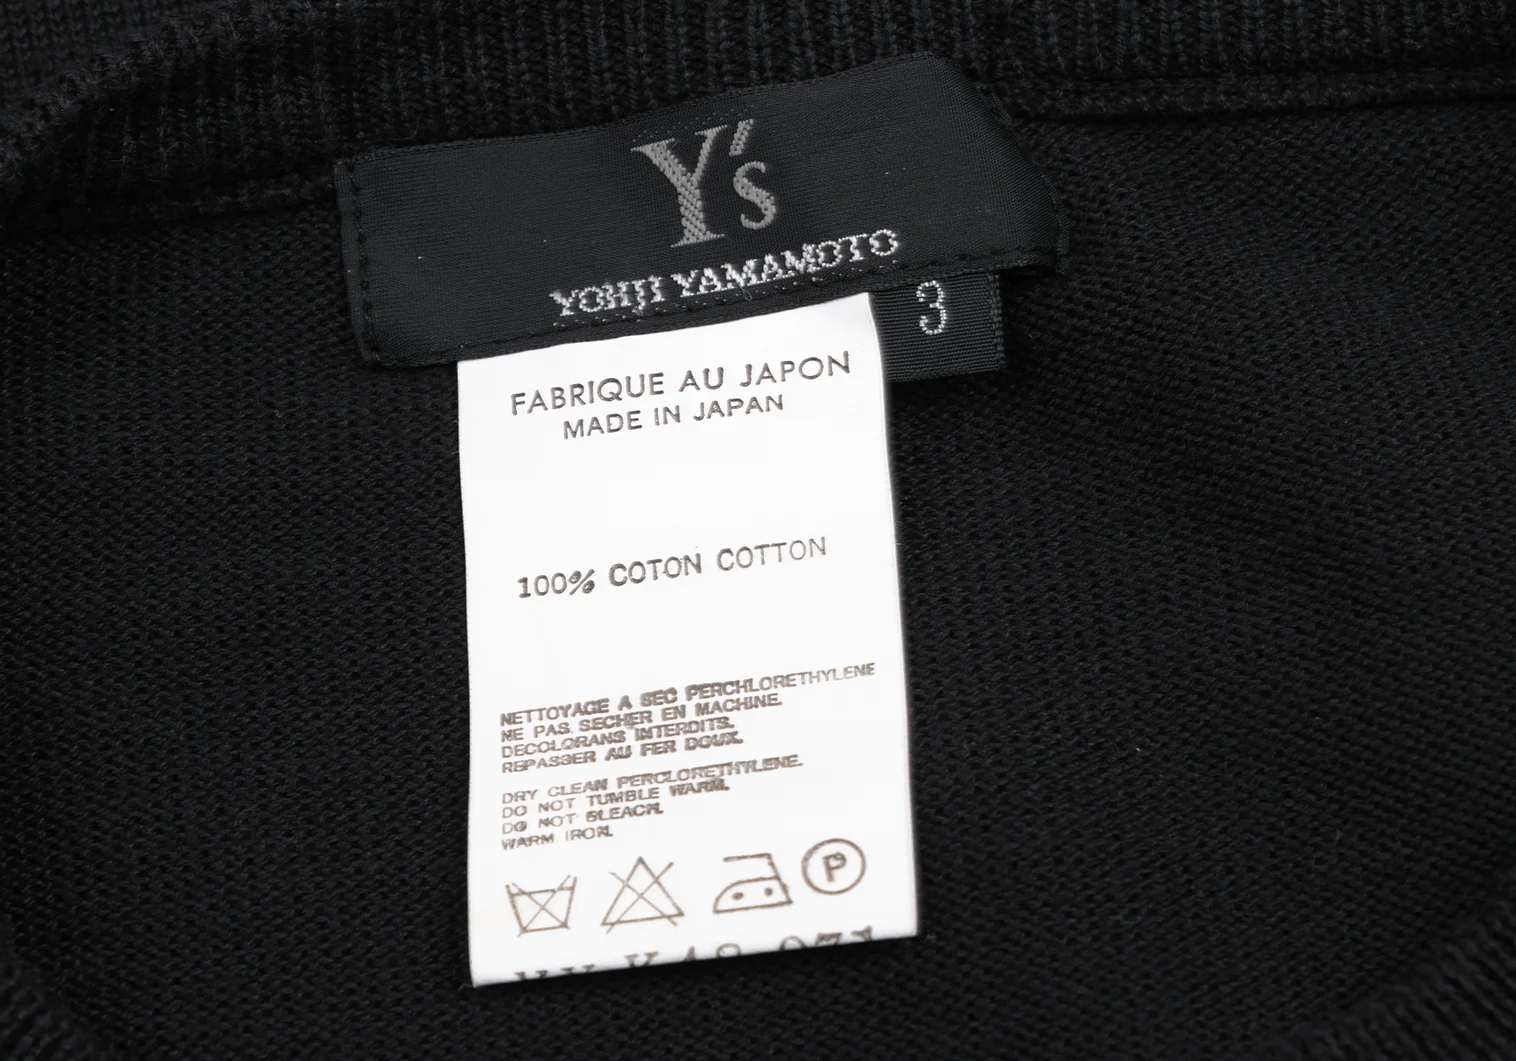 Y's
YOHJI YAMAMOTO
3
FABRIQUE AU JAPON
MADE IN JAPAN
100% COTON COTTON
NETTOYAGE A SEC PERCHLORETHYLENE
NE PAS SECHER EN MACHINE.
DECOLORANS INTERDITS.
REPASSER AU FER DOUX.
DRY CLEAN PERCLORETHYLENE.
DO NOT TUMBLE WARM.
DO NOT BLEACH.
WARM IRON.
P